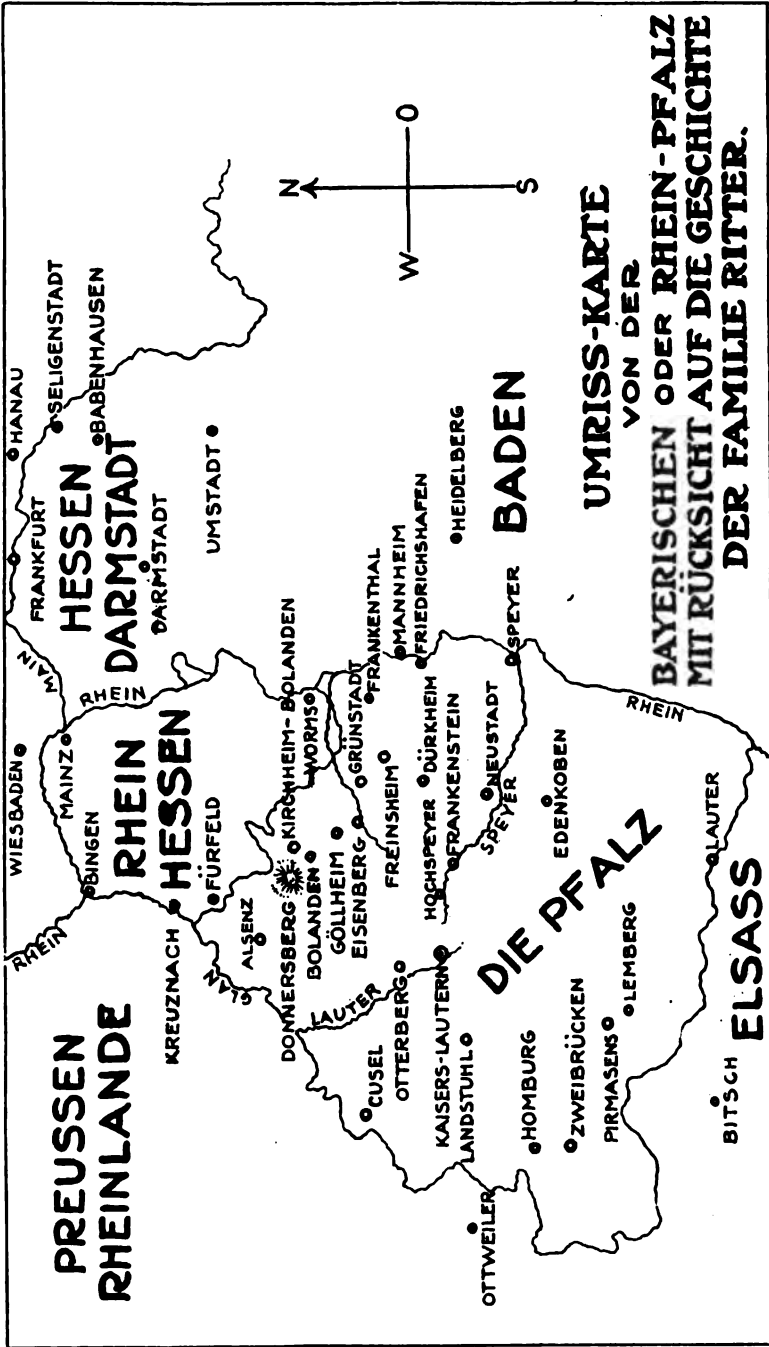 UMRISS-KARTE
VON DER
BAYERISCHEN ODER RHEIN-PFALZ
MIT RÜCKSICHT AUF DIE GESCHICHTE
DER FAMILIE RITTER.
N
W
O
S
PREUSSEN
RHEINLANDE
RHEIN
WIESBADEN
MAINZ
BINGEN
RHEIN
HESSEN
KREUZNACH
FÜRFELD
ALSENZ
GLAN
RHEIN
MAIN
FRANKFURT
HANAU
SELIGENSTADT
BABENHAUSEN
HESSEN
DARMSTADT
DARMSTADT
UMSTADT
DONNERSBERG
KIRCHHEIM-BOLANDEN
BOLANDEN
WORMS
GÖLLHEIM
EISENBERG
GRÜNSTADT
FRANKENTHAL
FREINSHEIM
MANNHEIM
FRIEDRICHSHAFEN
HEIDELBERG
BADEN
LAUTER
CUSEL
OTTERBERG
KAISERS-LAUTERN
LANDSTUHL
HOCHSPEYER
DÜRKHEIM
FRANKENSTEIN
NEUSTADT
SPEYER
SPEYER
EDENKOBEN
DIE PFALZ
OTTWEILER
HOMBURG
ZWEIBRÜCKEN
PIRMASENS
LEMBERG
RHEIN
LAUTER
BITSCH
ELSASS